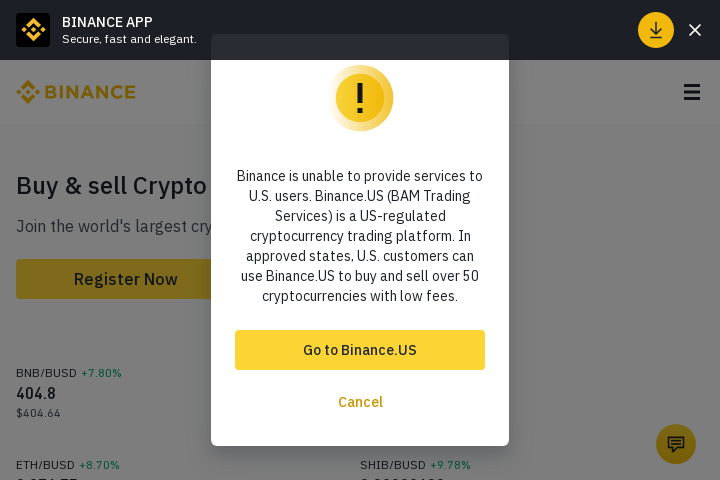 BINANCE APP
Secure, fast and elegant.
BINANCE
Buy & sell Crypto
Join the world's largest cry
Register Now
!
Binance is unable to provide services to
U.S. users. Binance.US (BAM Trading
Services) is a US-regulated
cryptocurrency trading platform. In
approved states, U.S. customers can
use Binance.US to buy and sell over 50
cryptocurrencies with low fees.
Go to Binance.US
Cancel
BNB/BUSD +7.80%
404.8
$404.64
ETH/BUSD +8.70%
SHIB/BUSD +9.78%